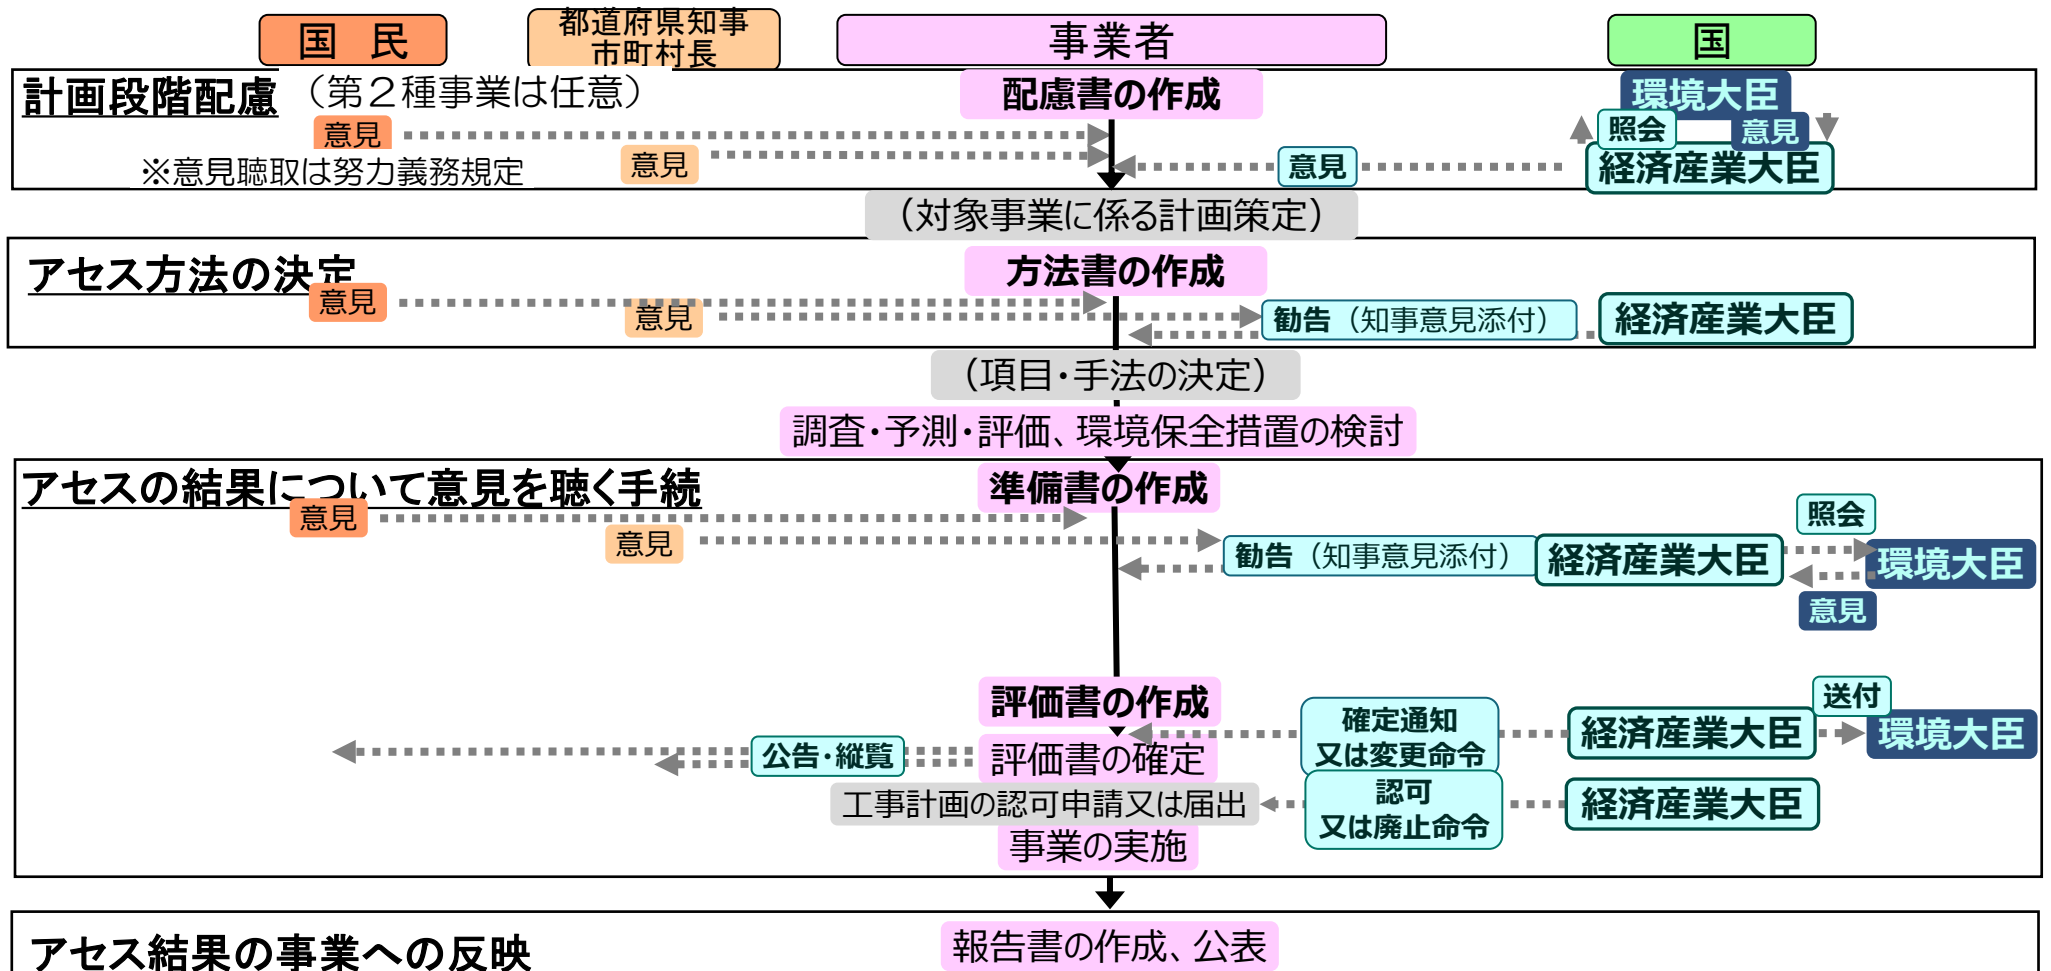 国　民
都道府県知事
市町村長
事業者
国
計画段階配慮
（第２種事業は任意）
配慮書の作成
環境大臣
意見
照会
意見
※意見聴取は努力義務規定
意見
意見
経済産業大臣
（対象事業に係る計画策定）
アセス方法の決定
方法書の作成
意見
意見
勧告（知事意見添付）
経済産業大臣
（項目・手法の決定）
調査・予測・評価、環境保全措置の検討
アセスの結果について意見を聴く手続
準備書の作成
意見
照会
意見
勧告（知事意見添付）
経済産業大臣
環境大臣
意見
評価書の作成
送付
確定通知
又は変更命令
経済産業大臣
環境大臣
公告・縦覧
評価書の確定
工事計画の認可申請又は届出
認可
又は廃止命令
経済産業大臣
事業の実施
アセス結果の事業への反映
報告書の作成、公表